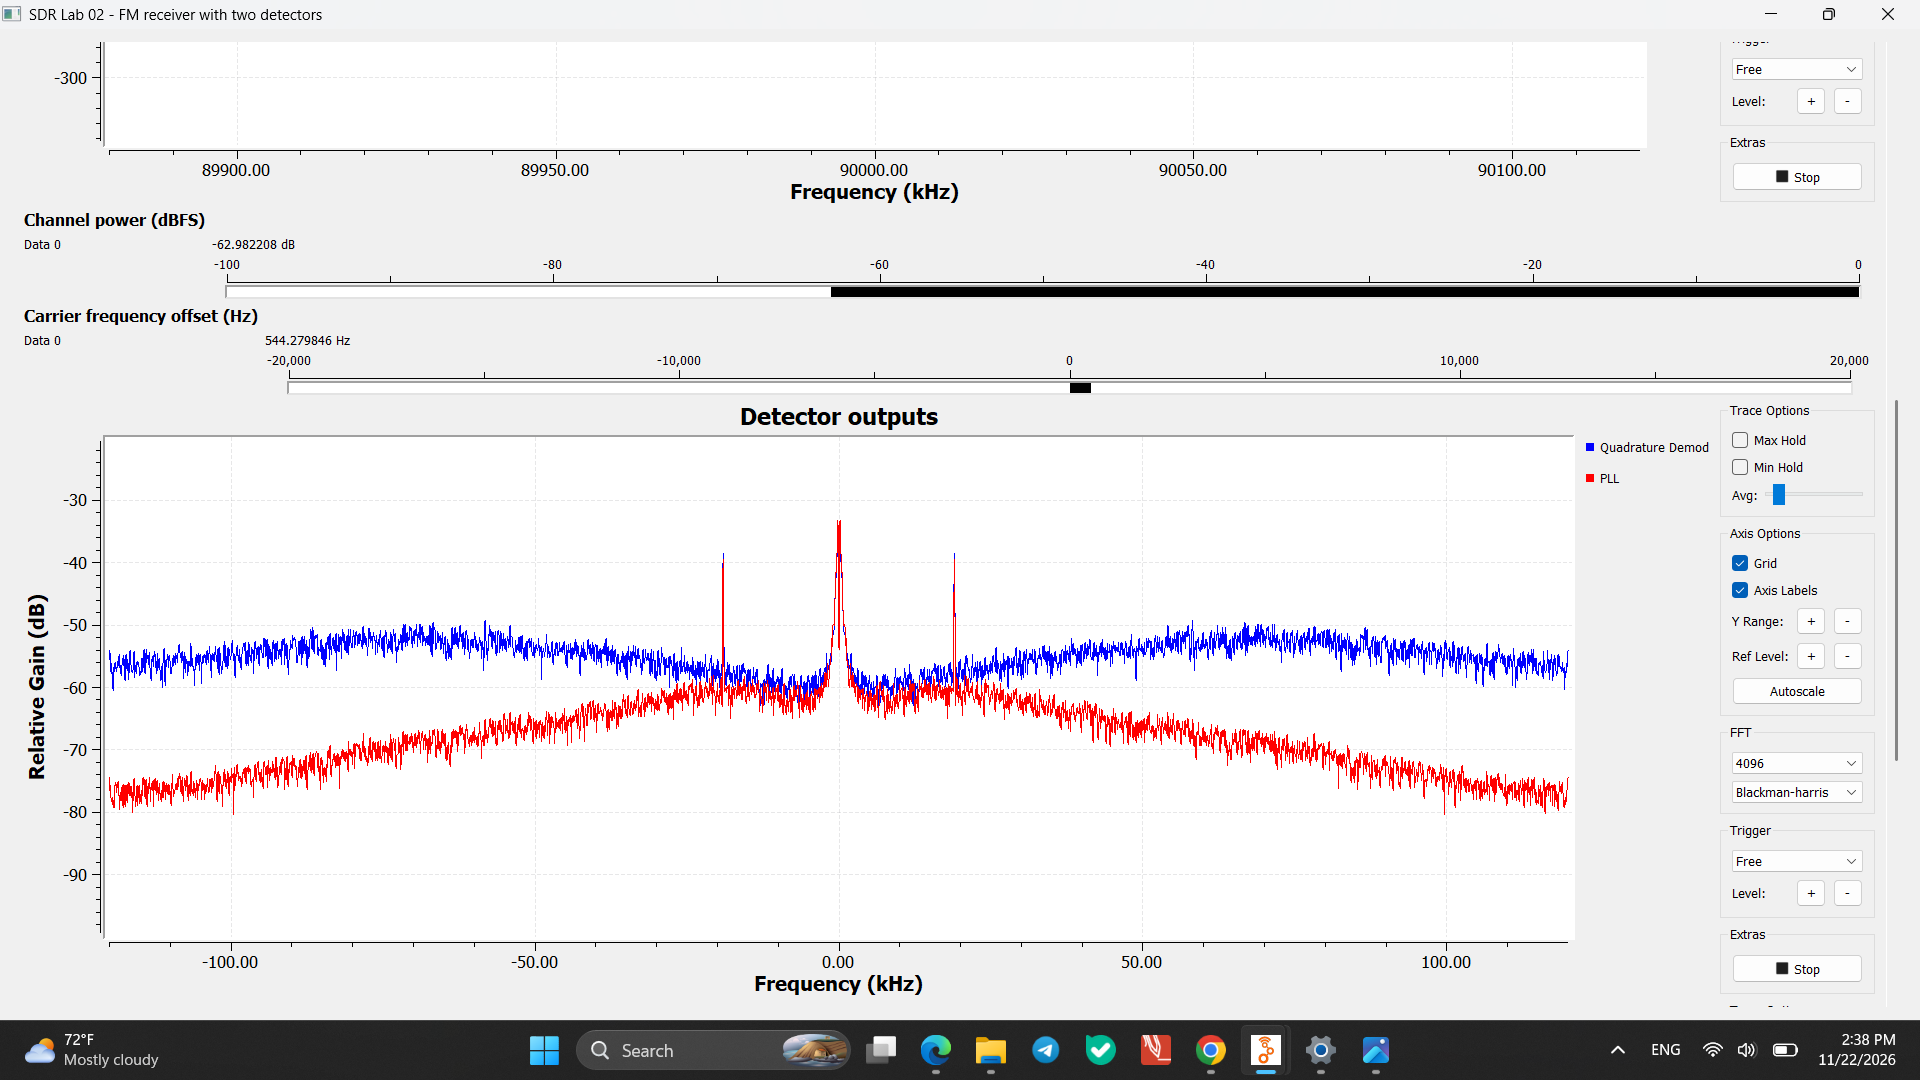 SDR Lab 02 - FM receiver with two detectors
-300
89900.00 89950.00 90000.00 90050.00 90100.00
Frequency (kHz)
Free
Level: + -
Extras
Stop
Channel power (dBFS)
Data 0 -62.982208 dB
-100 -80 -60 -40 -20 0
Carrier frequency offset (Hz)
Data 0 544.279846 Hz
-20,000 -10,000 0 10,000 20,000
Detector outputs
Quadrature Demod
PLL
-30
-40
-50
-60
-70
-80
-90
Relative Gain (dB)
-100.00 -50.00 0.00 50.00 100.00
Frequency (kHz)
Trace Options
Max Hold
Min Hold
Avg:
Axis Options
Grid
Axis Labels
Y Range: + -
Ref Level: + -
Autoscale
FFT
4096
Blackman-harris
Trigger
Free
Level: + -
Extras
Stop
72°F
Mostly cloudy
Search
ENG
2:38 PM
11/22/2026